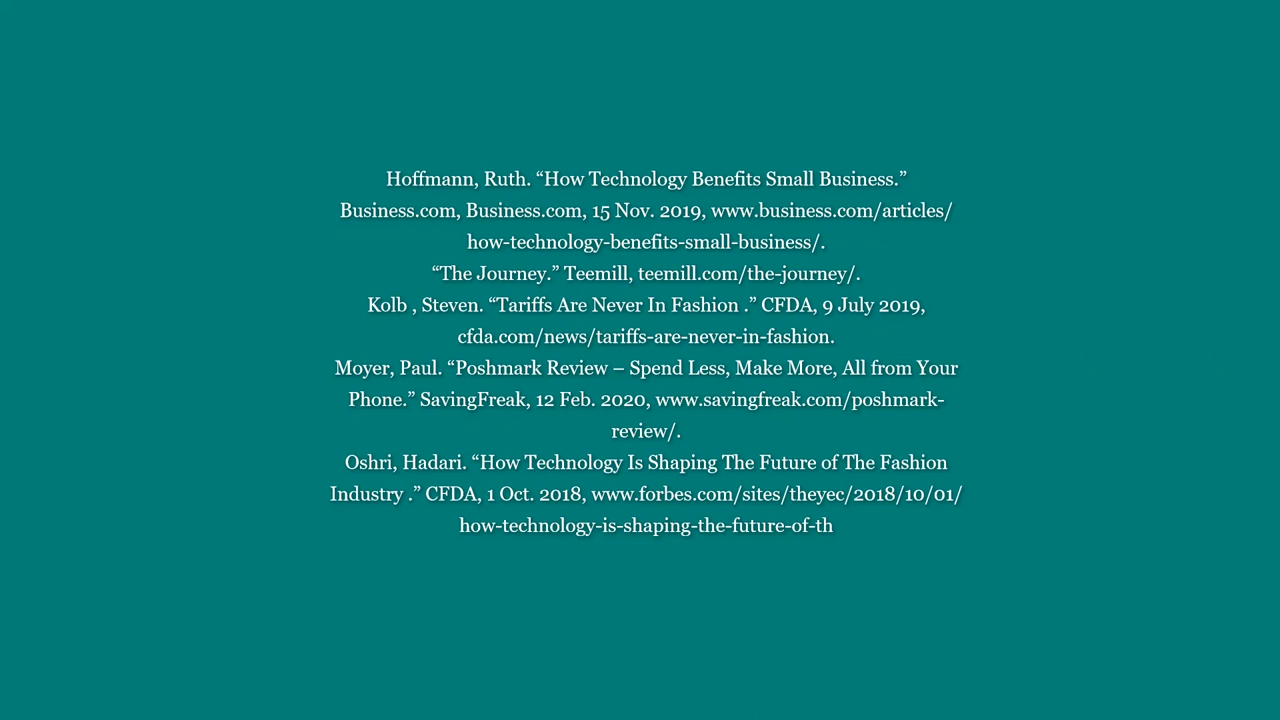 Hoffmann, Ruth. “How Technology Benefits Small Business.”
Business.com, Business.com, 15 Nov. 2019, www.business.com/articles/
how-technology-benefits-small-business/.
“The Journey.” Teemill, teemill.com/the-journey/.
Kolb , Steven. “Tariffs Are Never In Fashion .” CFDA, 9 July 2019,
cfda.com/news/tariffs-are-never-in-fashion.
Moyer, Paul. “Poshmark Review – Spend Less, Make More, All from Your
Phone.” SavingFreak, 12 Feb. 2020, www.savingfreak.com/poshmark-
review/.
Oshri, Hadari. “How Technology Is Shaping The Future of The Fashion
Industry .” CFDA, 1 Oct. 2018, www.forbes.com/sites/theyec/2018/10/01/
how-technology-is-shaping-the-future-of-th